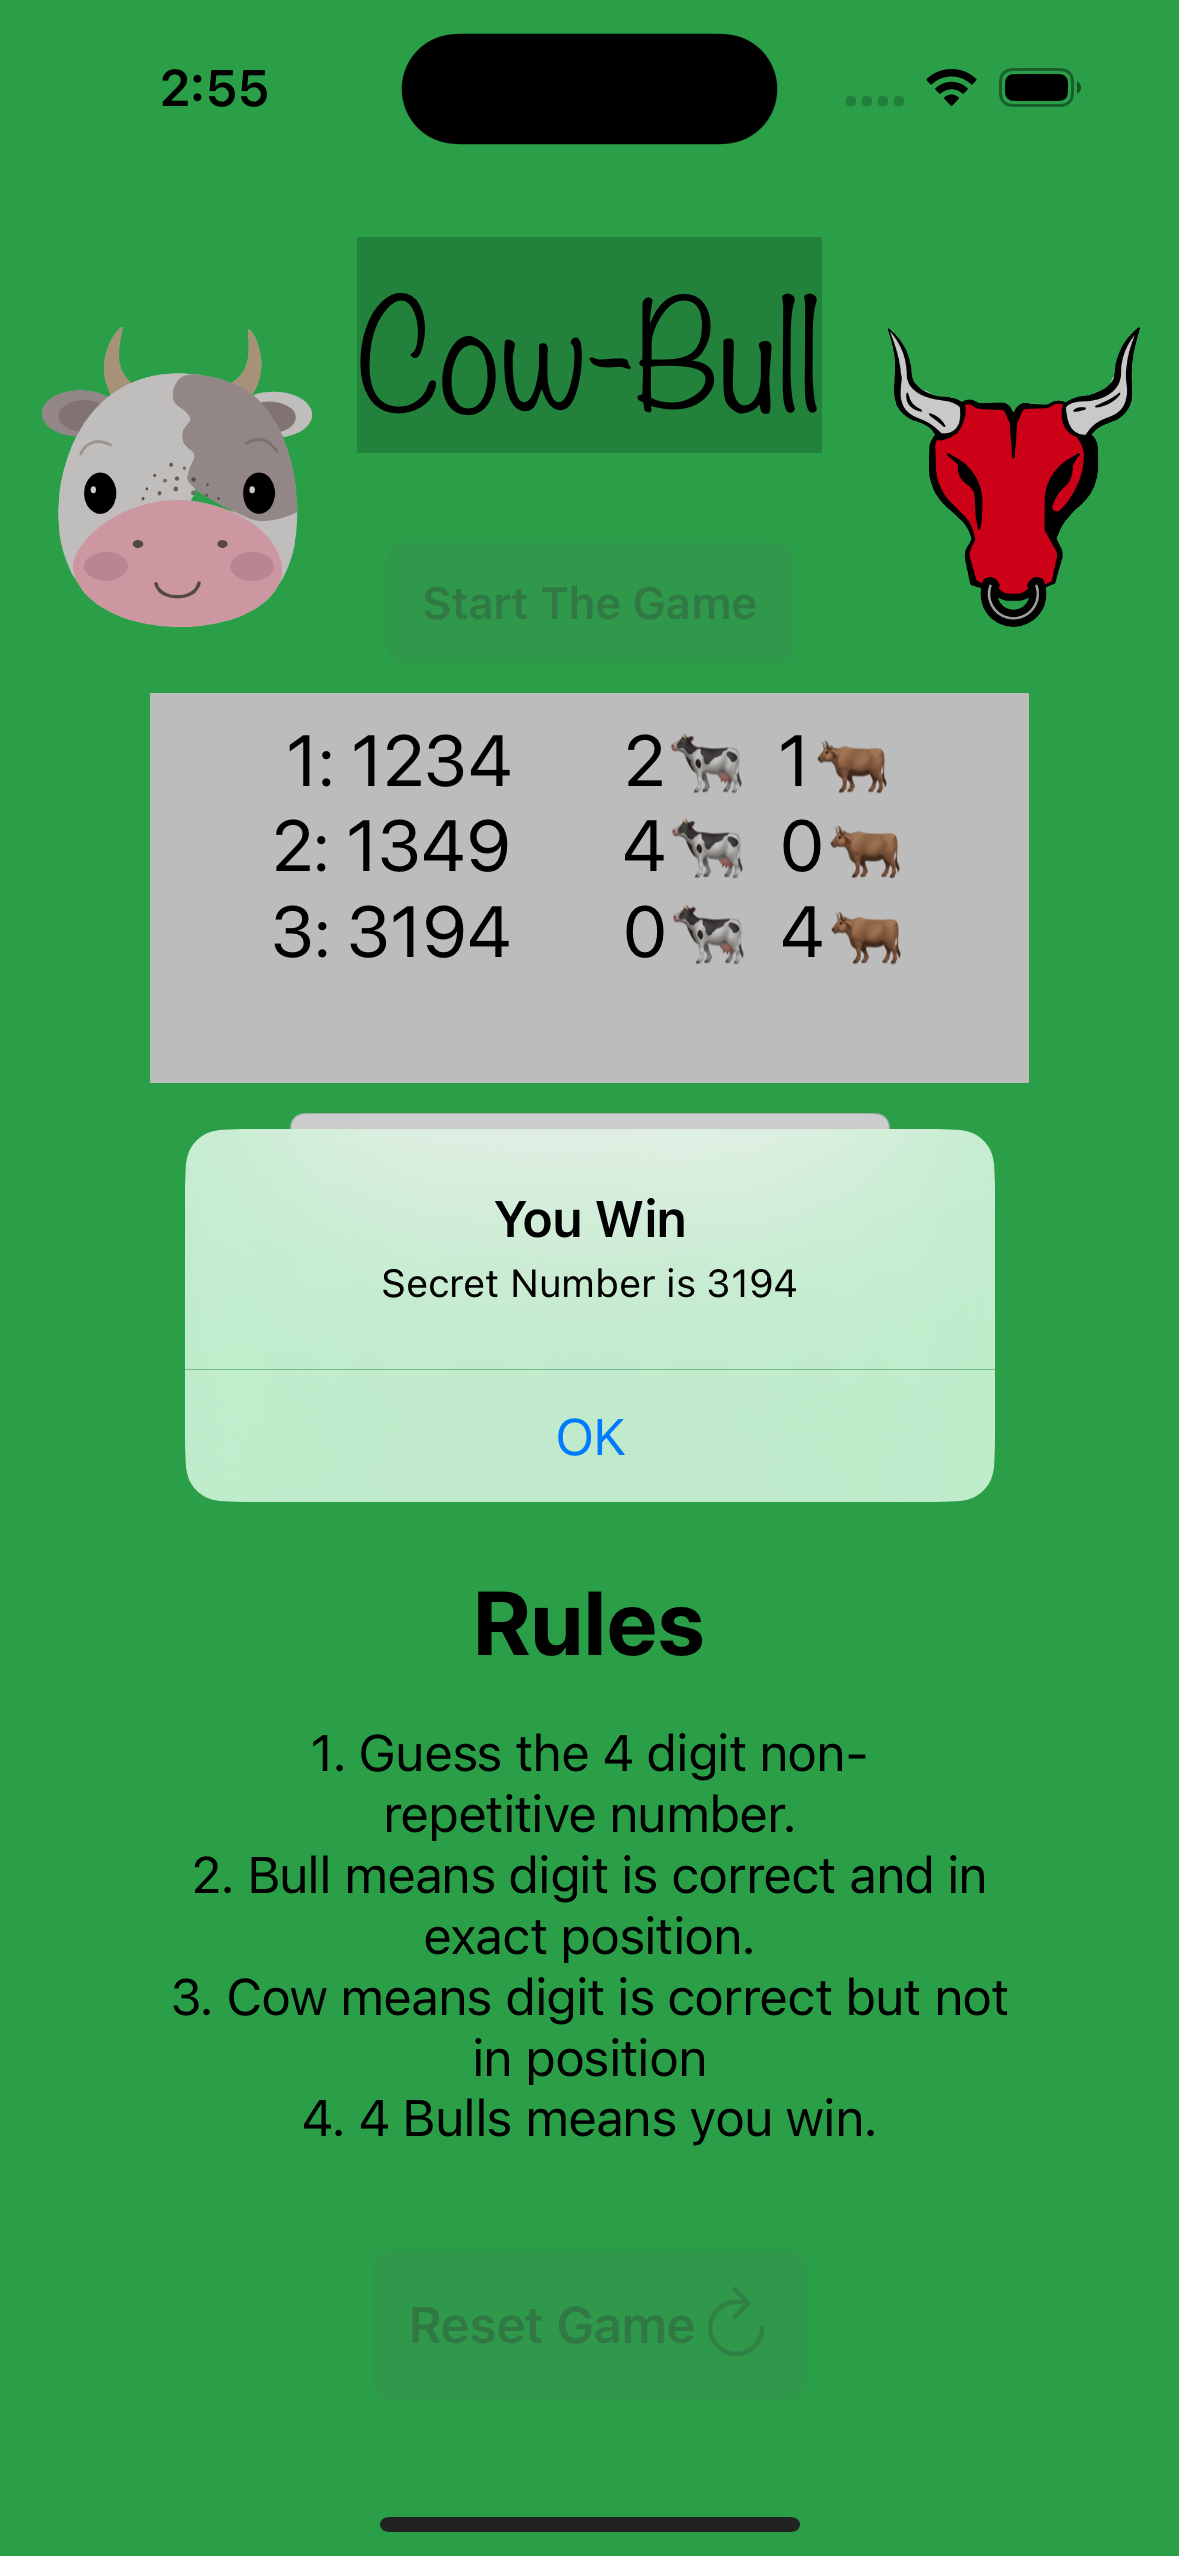 2:55
Cow-Bull
Start The Game
1: 1234 2🐄 1🐂
2: 1349 4🐄 0🐂
3: 3194 0🐄 4🐂
You Win
Secret Number is 3194
OK
Rules
1. Guess the 4 digit non-
repetitive number.
2. Bull means digit is correct and in
exact position.
3. Cow means digit is correct but not
in position
4. 4 Bulls means you win.
Reset Game